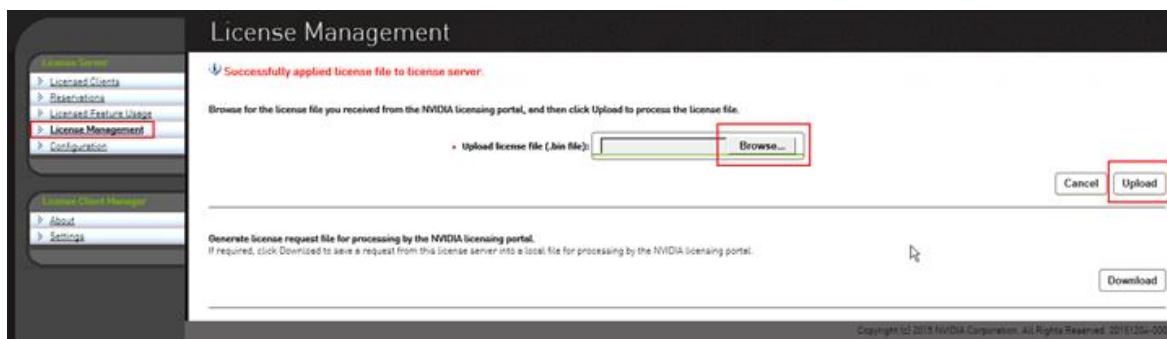 License Management
License Server
Licensed Clients
Reservations
Licensed Feature Usage
License Management
Configuration
License Client Manager
About
Settings
Successfully applied license file to license server.
Browse for the license file you received from the NVIDIA licensing portal, and then click Upload to process the license file.
Upload license file (.bin file):
Browse...
Cancel
Upload
Generate license request file for processing by the NVIDIA licensing portal.
If required, click Download to save a request from this license server into a local file for processing by the NVIDIA licensing portal.
Download
Copyright (c) 2015 NVIDIA Corporation. All Rights Reserved.